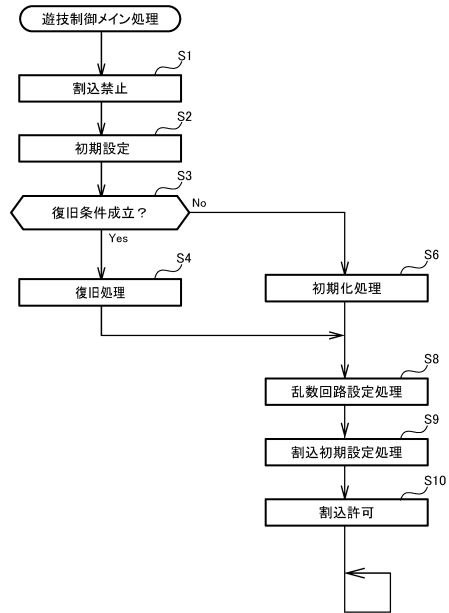 遊技制御メイン処理
S1
割込禁止
S2
初期設定
S3
復旧条件成立？
No
Yes
S4
復旧処理
S6
初期化処理
S8
乱数回路設定処理
S9
割込初期設定処理
S10
割込許可